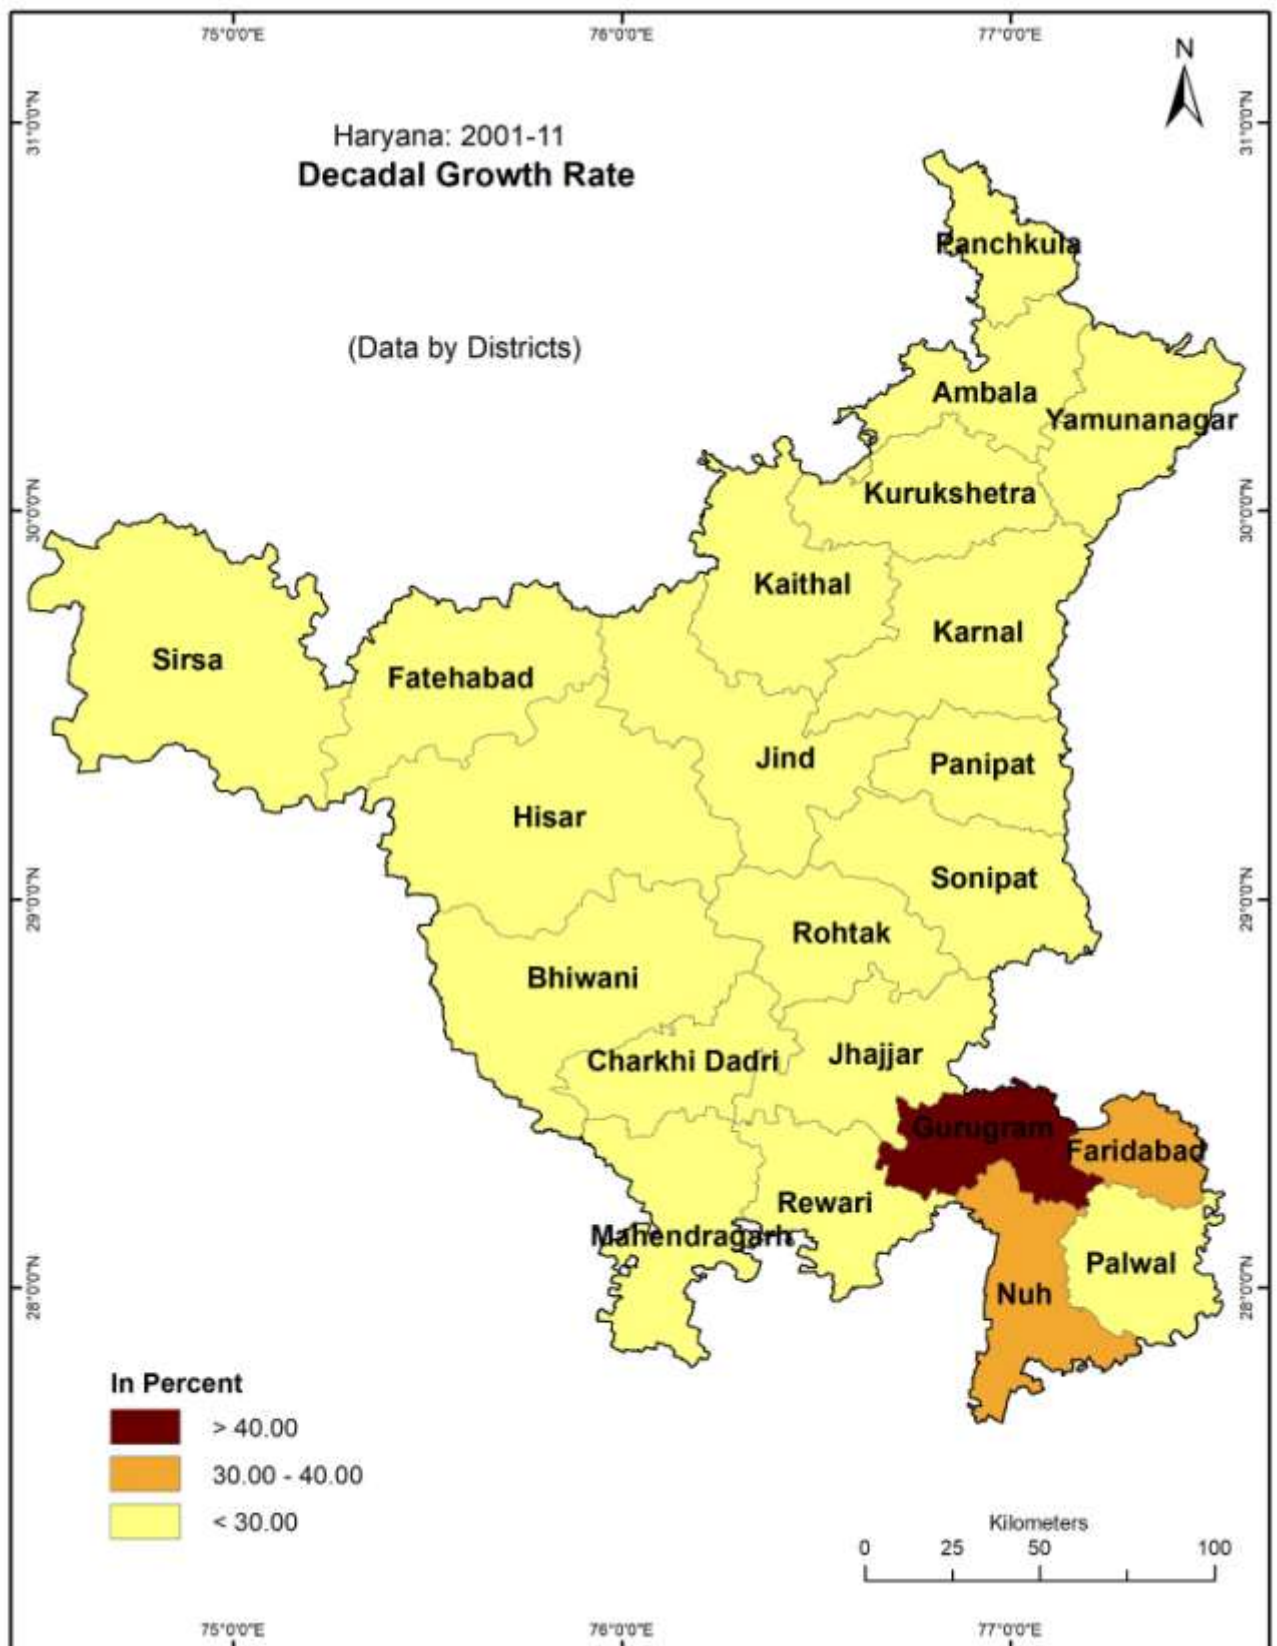 75°0'0"E 76°0'0"E 77°0'0"E
N
31°0'0"N 31°0'0"N
Haryana: 2001-11
Decadal Growth Rate
Panchkula
(Data by Districts)
Ambala
Yamunanagar
Kurukshetra
30°0'0"N 30°0'0"N
Kaithal
Karnal
Sirsa
Fatehabad
Jind
Panipat
Hisar
Sonipat
29°0'0"N 29°0'0"N
Rohtak
Bhiwani
Charkhi Dadri
Jhajjar
Gurugram
Faridabad
Rewari
Mahendragarh
Palwal
28°0'0"N 28°0'0"N
Nuh
In Percent
> 40.00
30.00 - 40.00
< 30.00
Kilometers
0 25 50 100
75°0'0"E 76°0'0"E 77°0'0"E